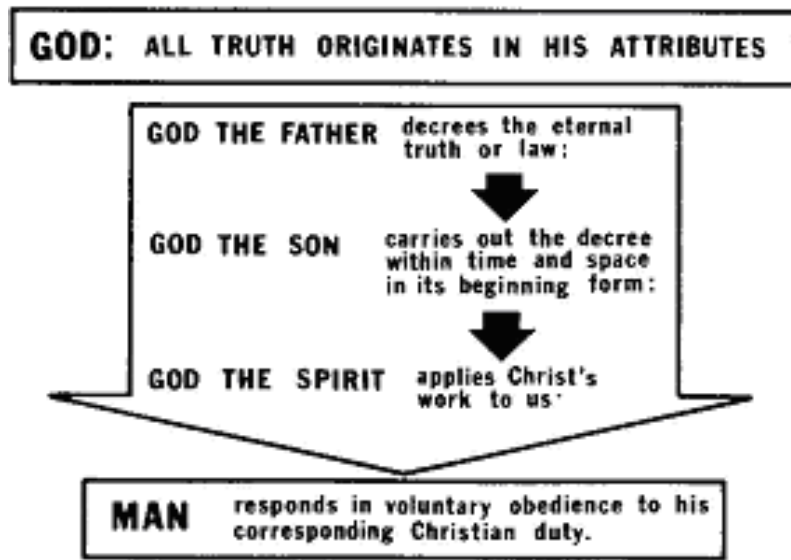 GOD: ALL TRUTH ORIGINATES IN HIS ATTRIBUTES
GOD THE FATHER decrees the eternal
truth or law:
GOD THE SON carries out the decree
within time and space
in its beginning form:
GOD THE SPIRIT applies Christ's
work to us.
MAN responds in voluntary obedience to his
corresponding Christian duty.